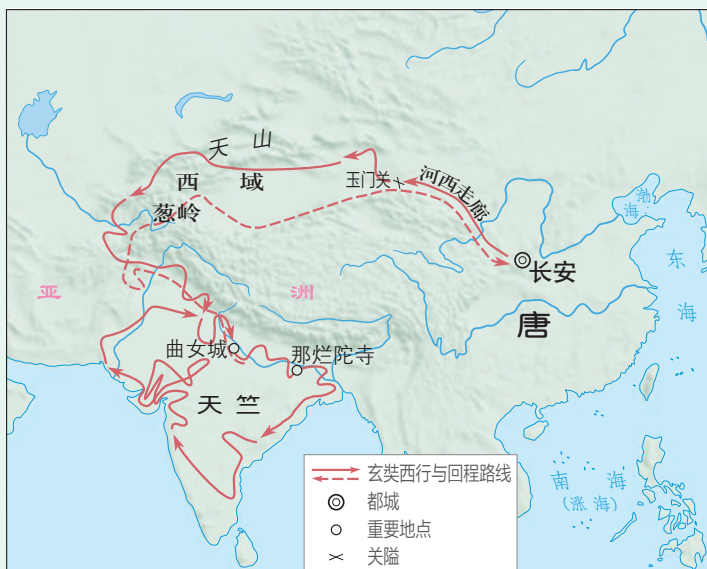 天山
西域
玉门关
河西走廊
葱岭
渤海
长安
东海
亚洲
唐
曲女城
那烂陀寺
天竺
南海
(涨海)
玄奘西行与回程路线
都城
重要地点
关隘